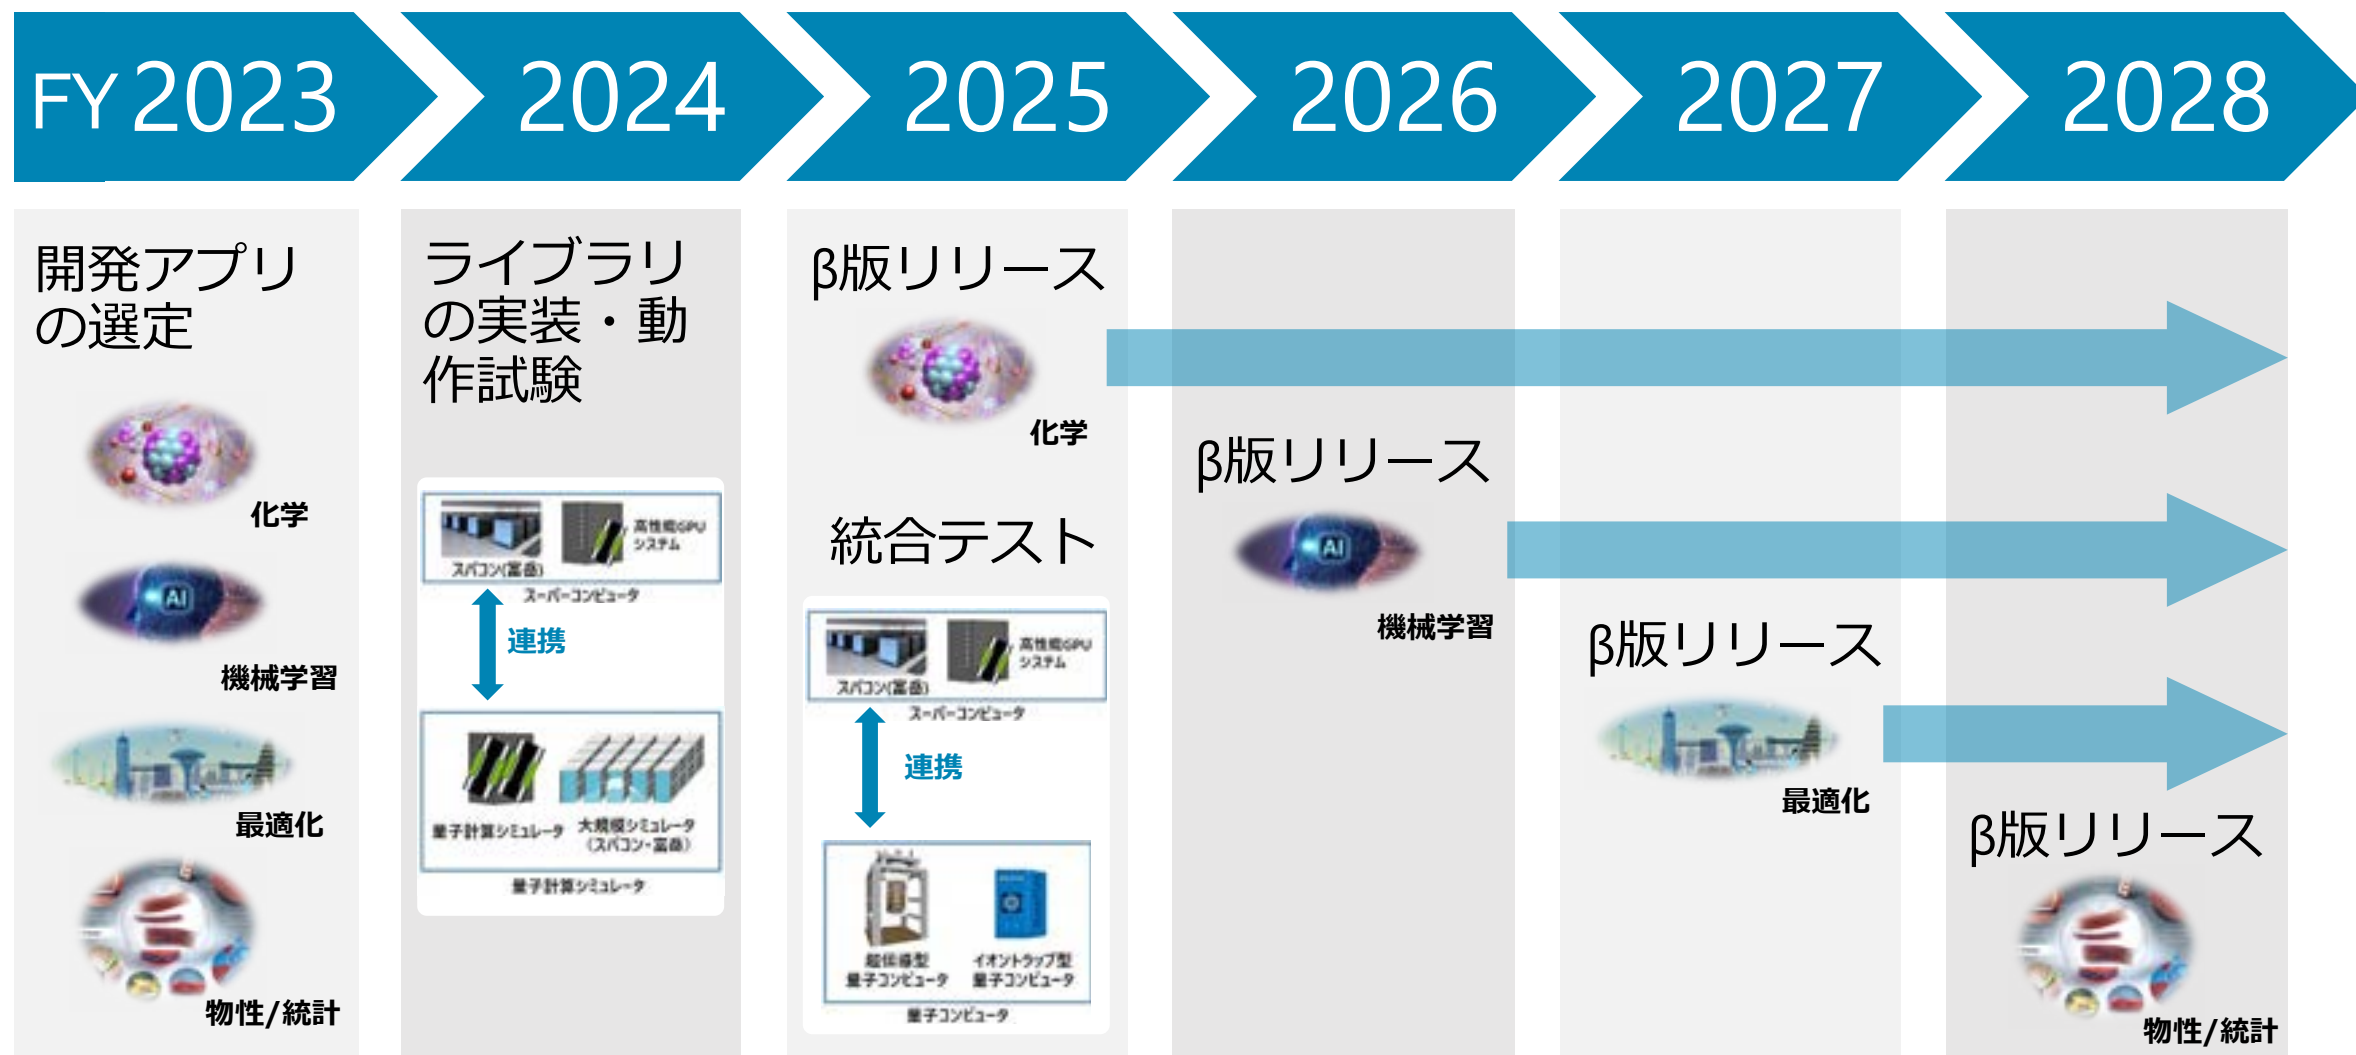 FY 2023
2024
2025
2026
2027
2028
開発アプリ
の選定
化学
機械学習
最適化
物性/統計
ライブラリ
の実装・動
作試験
高性能GPU
システム
スパコン(富岳)
スーパーコンピュータ
連携
量子計算シミュレータ
大規模シミュレータ
(スパコン・富岳)
量子計算シミュレータ
β版リリース
化学
統合テスト
高性能GPU
システム
スパコン(富岳)
スーパーコンピュータ
連携
超伝導型
量子コンピュータ
イオントラップ型
量子コンピュータ
量子コンピュータ
β版リリース
AI
機械学習
β版リリース
最適化
β版リリース
物性/統計